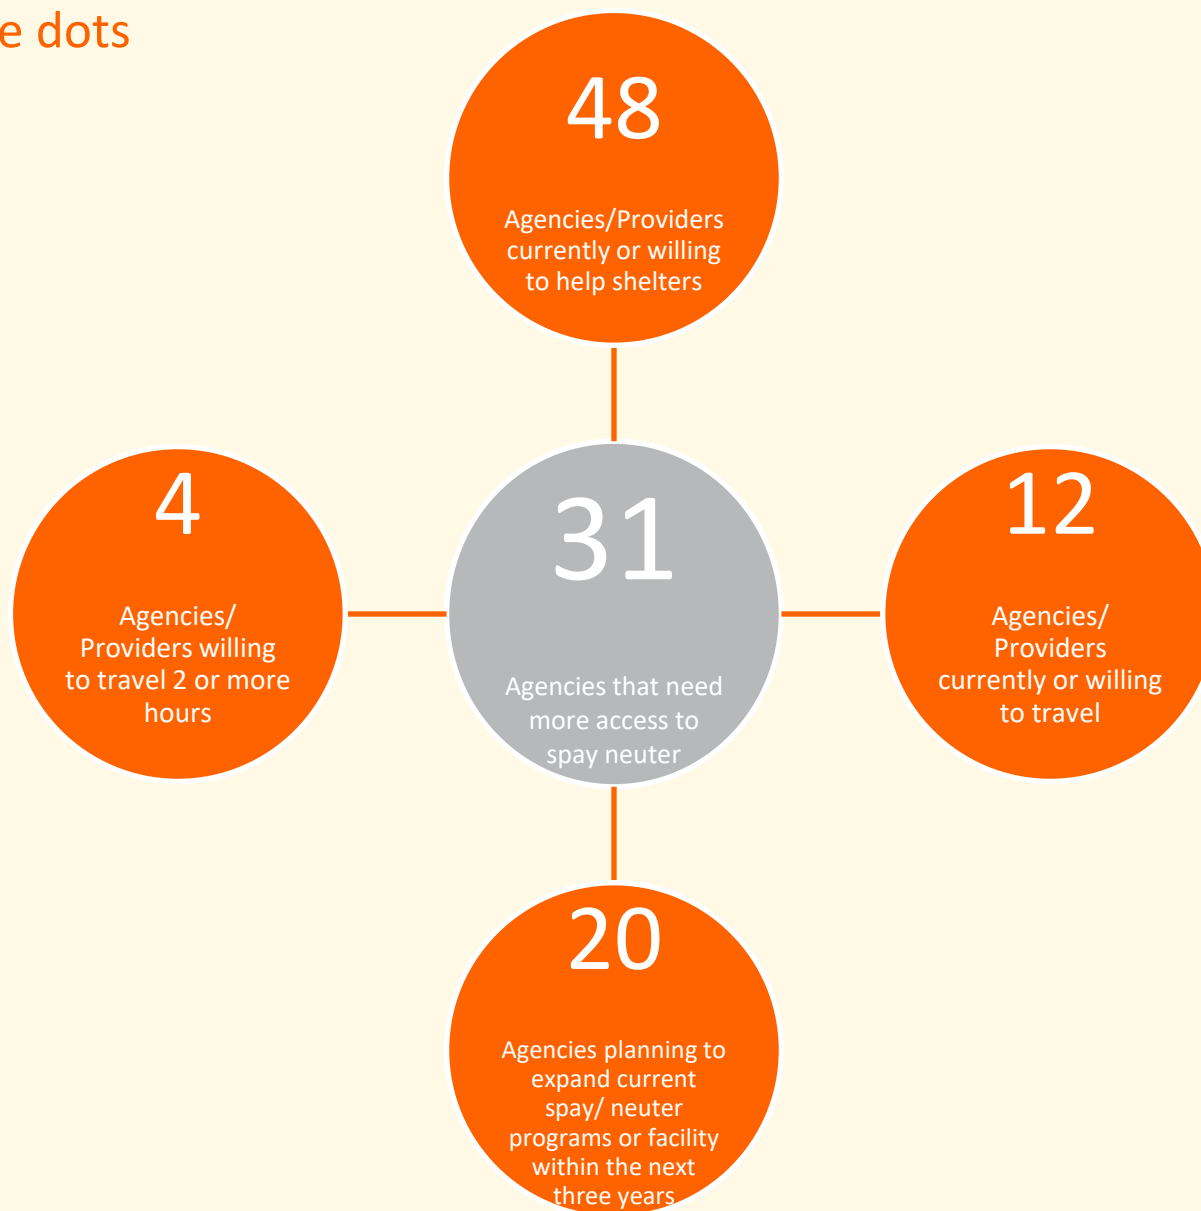 e dots
48
Agencies/Providers
currently or willing
to help shelters
4
Agencies/
Providers willing
to travel 2 or more
hours
31
Agencies that need
more access to
spay neuter
12
Agencies/
Providers
currently or willing
to travel
20
Agencies planning to
expand current
spay/ neuter
programs or facility
within the next
three years